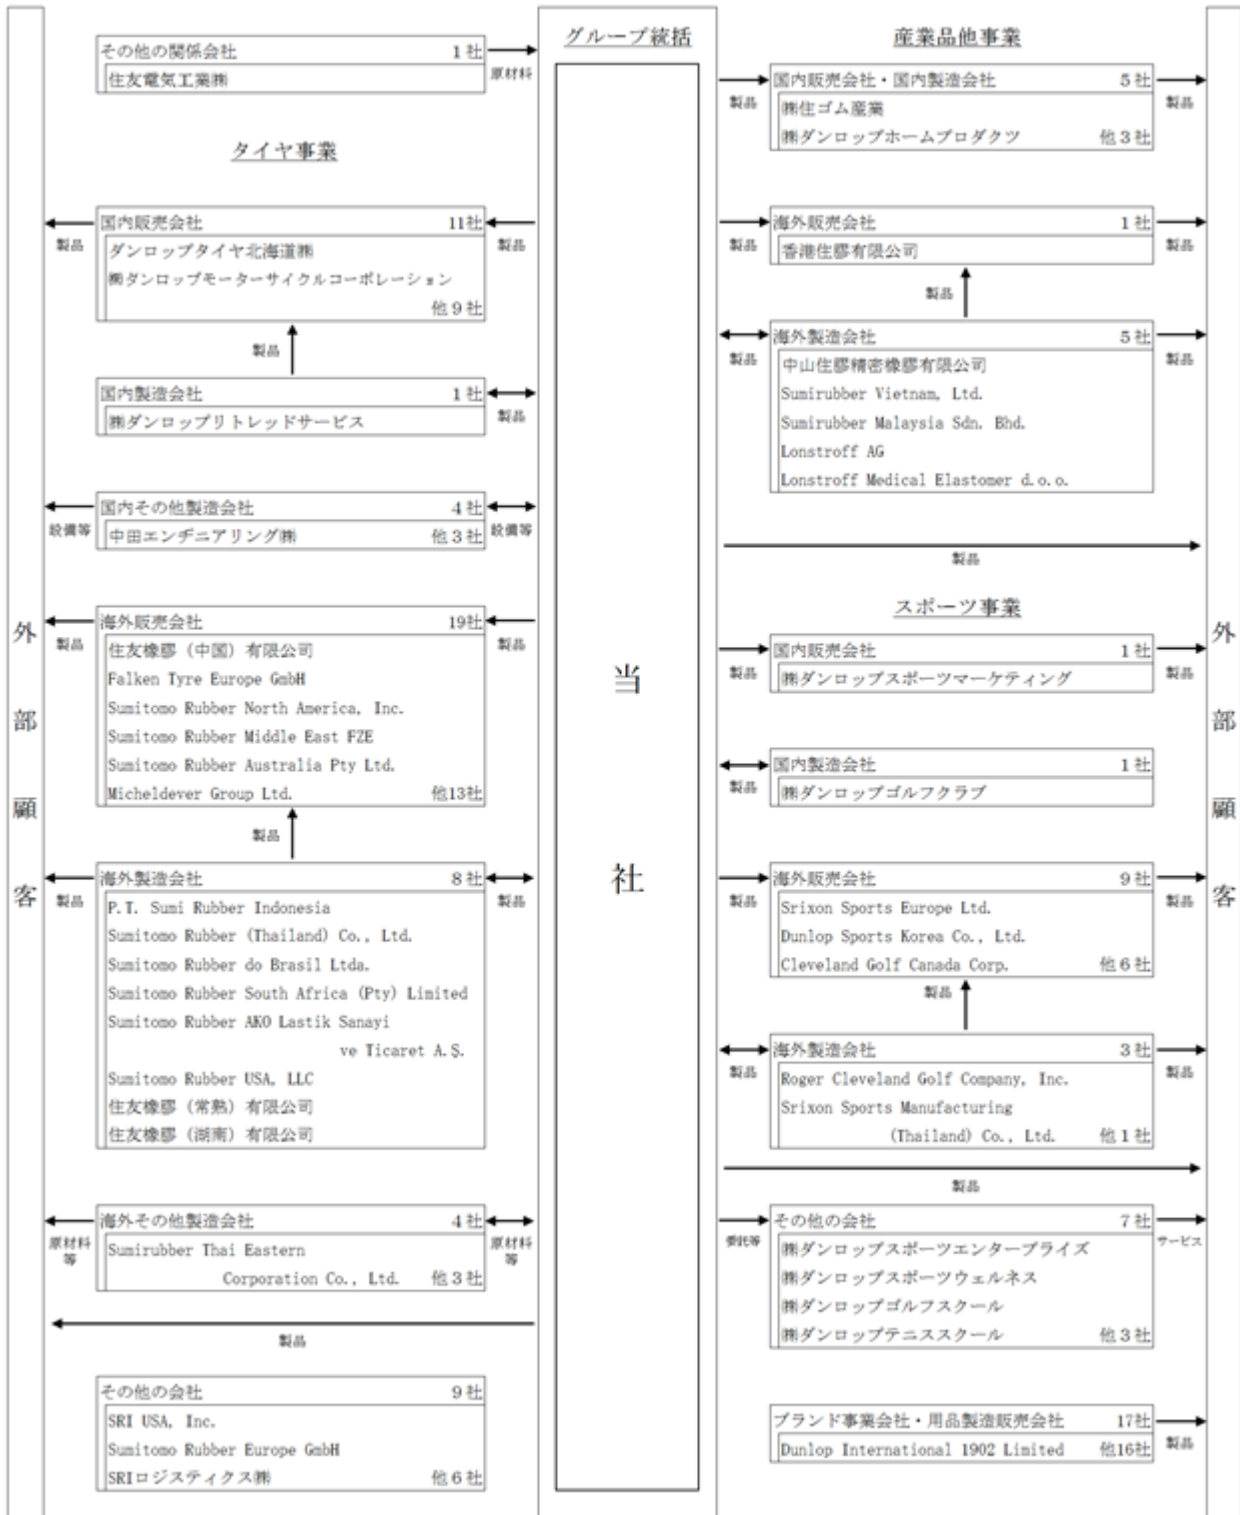 外部顧客
その他の関係会社 1社
住友電気工業㈱
原材料
タイヤ事業
国内販売会社 11社
ダンロップタイヤ北海道㈱
㈱ダンロップモーターサイクルコーポレーション
他9社
製品
製品
製品
国内製造会社 1社
㈱ダンロップリトレッドサービス
製品
国内その他製造会社 4社
中田エンヂニアリング㈱ 他3社
設備等
設備等
海外販売会社 19社
住友橡膠（中国）有限公司
Falken Tyre Europe GmbH
Sumitomo Rubber North America, Inc.
Sumitomo Rubber Middle East FZE
Sumitomo Rubber Australia Pty Ltd.
Micheldever Group Ltd. 他13社
製品
製品
製品
海外製造会社 8社
P.T. Sumi Rubber Indonesia
Sumitomo Rubber (Thailand) Co., Ltd.
Sumitomo Rubber do Brasil Ltda.
Sumitomo Rubber South Africa (Pty) Limited
Sumitomo Rubber AKO Lastik Sanayi
ve Ticaret A.Ş.
Sumitomo Rubber USA, LLC
住友橡膠（常熟）有限公司
住友橡膠（湖南）有限公司
製品
製品
海外その他製造会社 4社
Sumirubber Thai Eastern
Corporation Co., Ltd. 他3社
原材料
等
原材料
等
製品
その他の会社 9社
SRI USA, Inc.
Sumitomo Rubber Europe GmbH
SRIロジスティクス㈱ 他6社
グループ統括
当社
産業品他事業
国内販売会社・国内製造会社 5社
㈱住ゴム産業
㈱ダンロップホームプロダクツ 他3社
製品
製品
海外販売会社 1社
香港住膠有限公司
製品
製品
製品
海外製造会社 5社
中山住膠精密橡膠有限公司
Sumirubber Vietnam, Ltd.
Sumirubber Malaysia Sdn. Bhd.
Lonstroff AG
Lonstroff Medical Elastomer d.o.o.
製品
製品
製品
スポーツ事業
国内販売会社 1社
㈱ダンロップスポーツマーケティング
製品
製品
国内製造会社 1社
㈱ダンロップゴルフクラブ
製品
海外販売会社 9社
Srixon Sports Europe Ltd.
Dunlop Sports Korea Co., Ltd.
Cleveland Golf Canada Corp. 他6社
製品
製品
製品
海外製造会社 3社
Roger Cleveland Golf Company, Inc.
Srixon Sports Manufacturing
(Thailand) Co., Ltd. 他1社
製品
製品
製品
その他の会社 7社
㈱ダンロップスポーツエンタープライズ
㈱ダンロップスポーツウェルネス
㈱ダンロップゴルフスクール
㈱ダンロップテニススクール 他3社
委託等
サービス
ブランド事業会社・用品製造販売会社 17社
Dunlop International 1902 Limited 他16社
製品
外部顧客